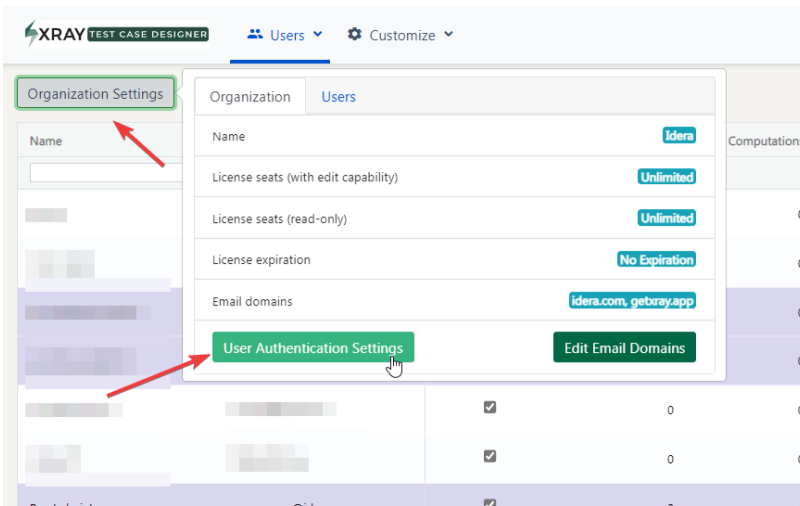 XRAY TEST CASE DESIGNER
Users
Customize
Organization Settings
Organization
Users
Name
Computation
Name
Idera
License seats (with edit capability)
Unlimited
License seats (read-only)
Unlimited
License expiration
No Expiration
Email domains
idera.com, getxray.app
User Authentication Settings
Edit Email Domains
0
0